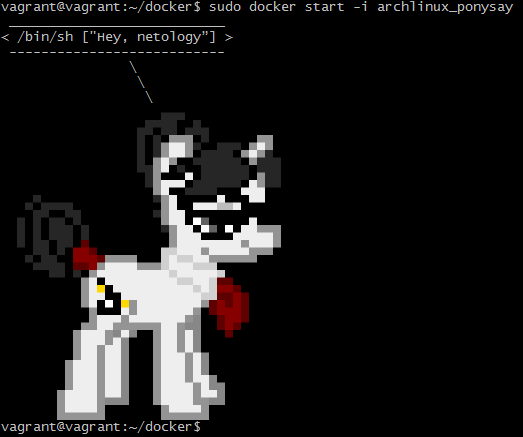 vagrant@vagrant:~/docker$ sudo docker start -i archlinux_ponysay
< /bin/sh ["Hey, netology"] >
vagrant@vagrant:~/docker$